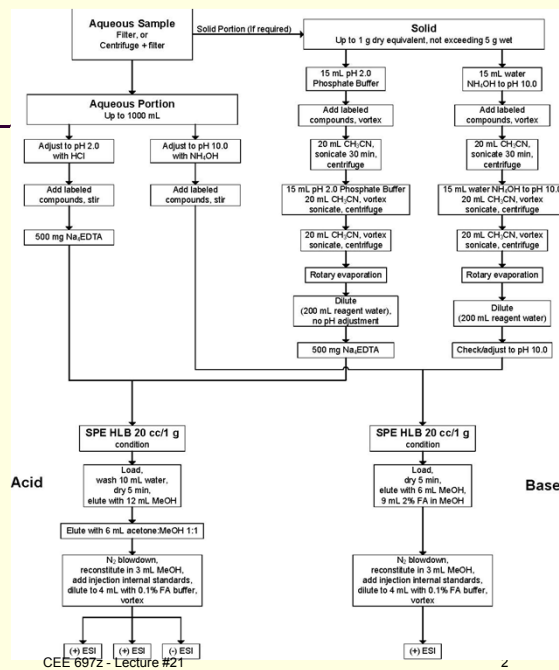 Aqueous Sample
Filter, or
Centrifuge + filter
Solid Portion (If required)
Solid
Up to 1 g dry equivalent, not exceeding 5 g wet
Aqueous Portion
Up to 1000 mL
Adjust to pH 2.0
with HCl
Add labeled
compounds, stir
500 mg Na₄EDTA
Adjust to pH 10.0
with NH₄OH
Add labeled
compounds, stir
15 mL pH 2.0
Phosphate Buffer
Add labeled
compounds, vortex
20 mL CH₃CN,
sonicate 30 min,
centrifuge
15 mL pH 2.0 Phosphate Buffer
20 mL CH₃CN, vortex
sonicate, centrifuge
20 mL CH₃CN, vortex
sonicate, centrifuge
Rotary evaporation
Dilute
(200 mL reagent water),
no pH adjustment
500 mg Na₄EDTA
15 mL water
NH₄OH to pH 10.0
Add labeled
compounds, vortex
20 mL CH₃CN,
sonicate 30 min,
centrifuge
15 mL water NH₄OH to pH 10.0
20 mL CH₃CN, vortex
sonicate, centrifuge
20 mL CH₃CN, vortex
sonicate, centrifuge
Rotary evaporation
Dilute
(200 mL reagent water)
Check/adjust to pH 10.0
Acid
SPE HLB 20 cc/1 g
condition
Load,
wash 10 mL water,
dry 5 min,
elute with 12 mL MeOH
Elute with 6 mL acetone:MeOH 1:1
N₂ blowdown,
reconstitute in 3 mL MeOH,
add injection internal standards,
dilute to 4 mL with 0.1% FA buffer,
vortex
(+) ESI
(+) ESI
(-) ESI
Base
SPE HLB 20 cc/1 g
condition
Load,
dry 5 min,
elute with 6 mL MeOH,
9 mL 2% FA in MeOH
N₂ blowdown,
reconstitute in 3 mL MeOH,
add injection internal standards,
dilute to 4 mL with 0.1% FA buffer,
vortex
(+) ESI
CEE 697z - Lecture #21
2